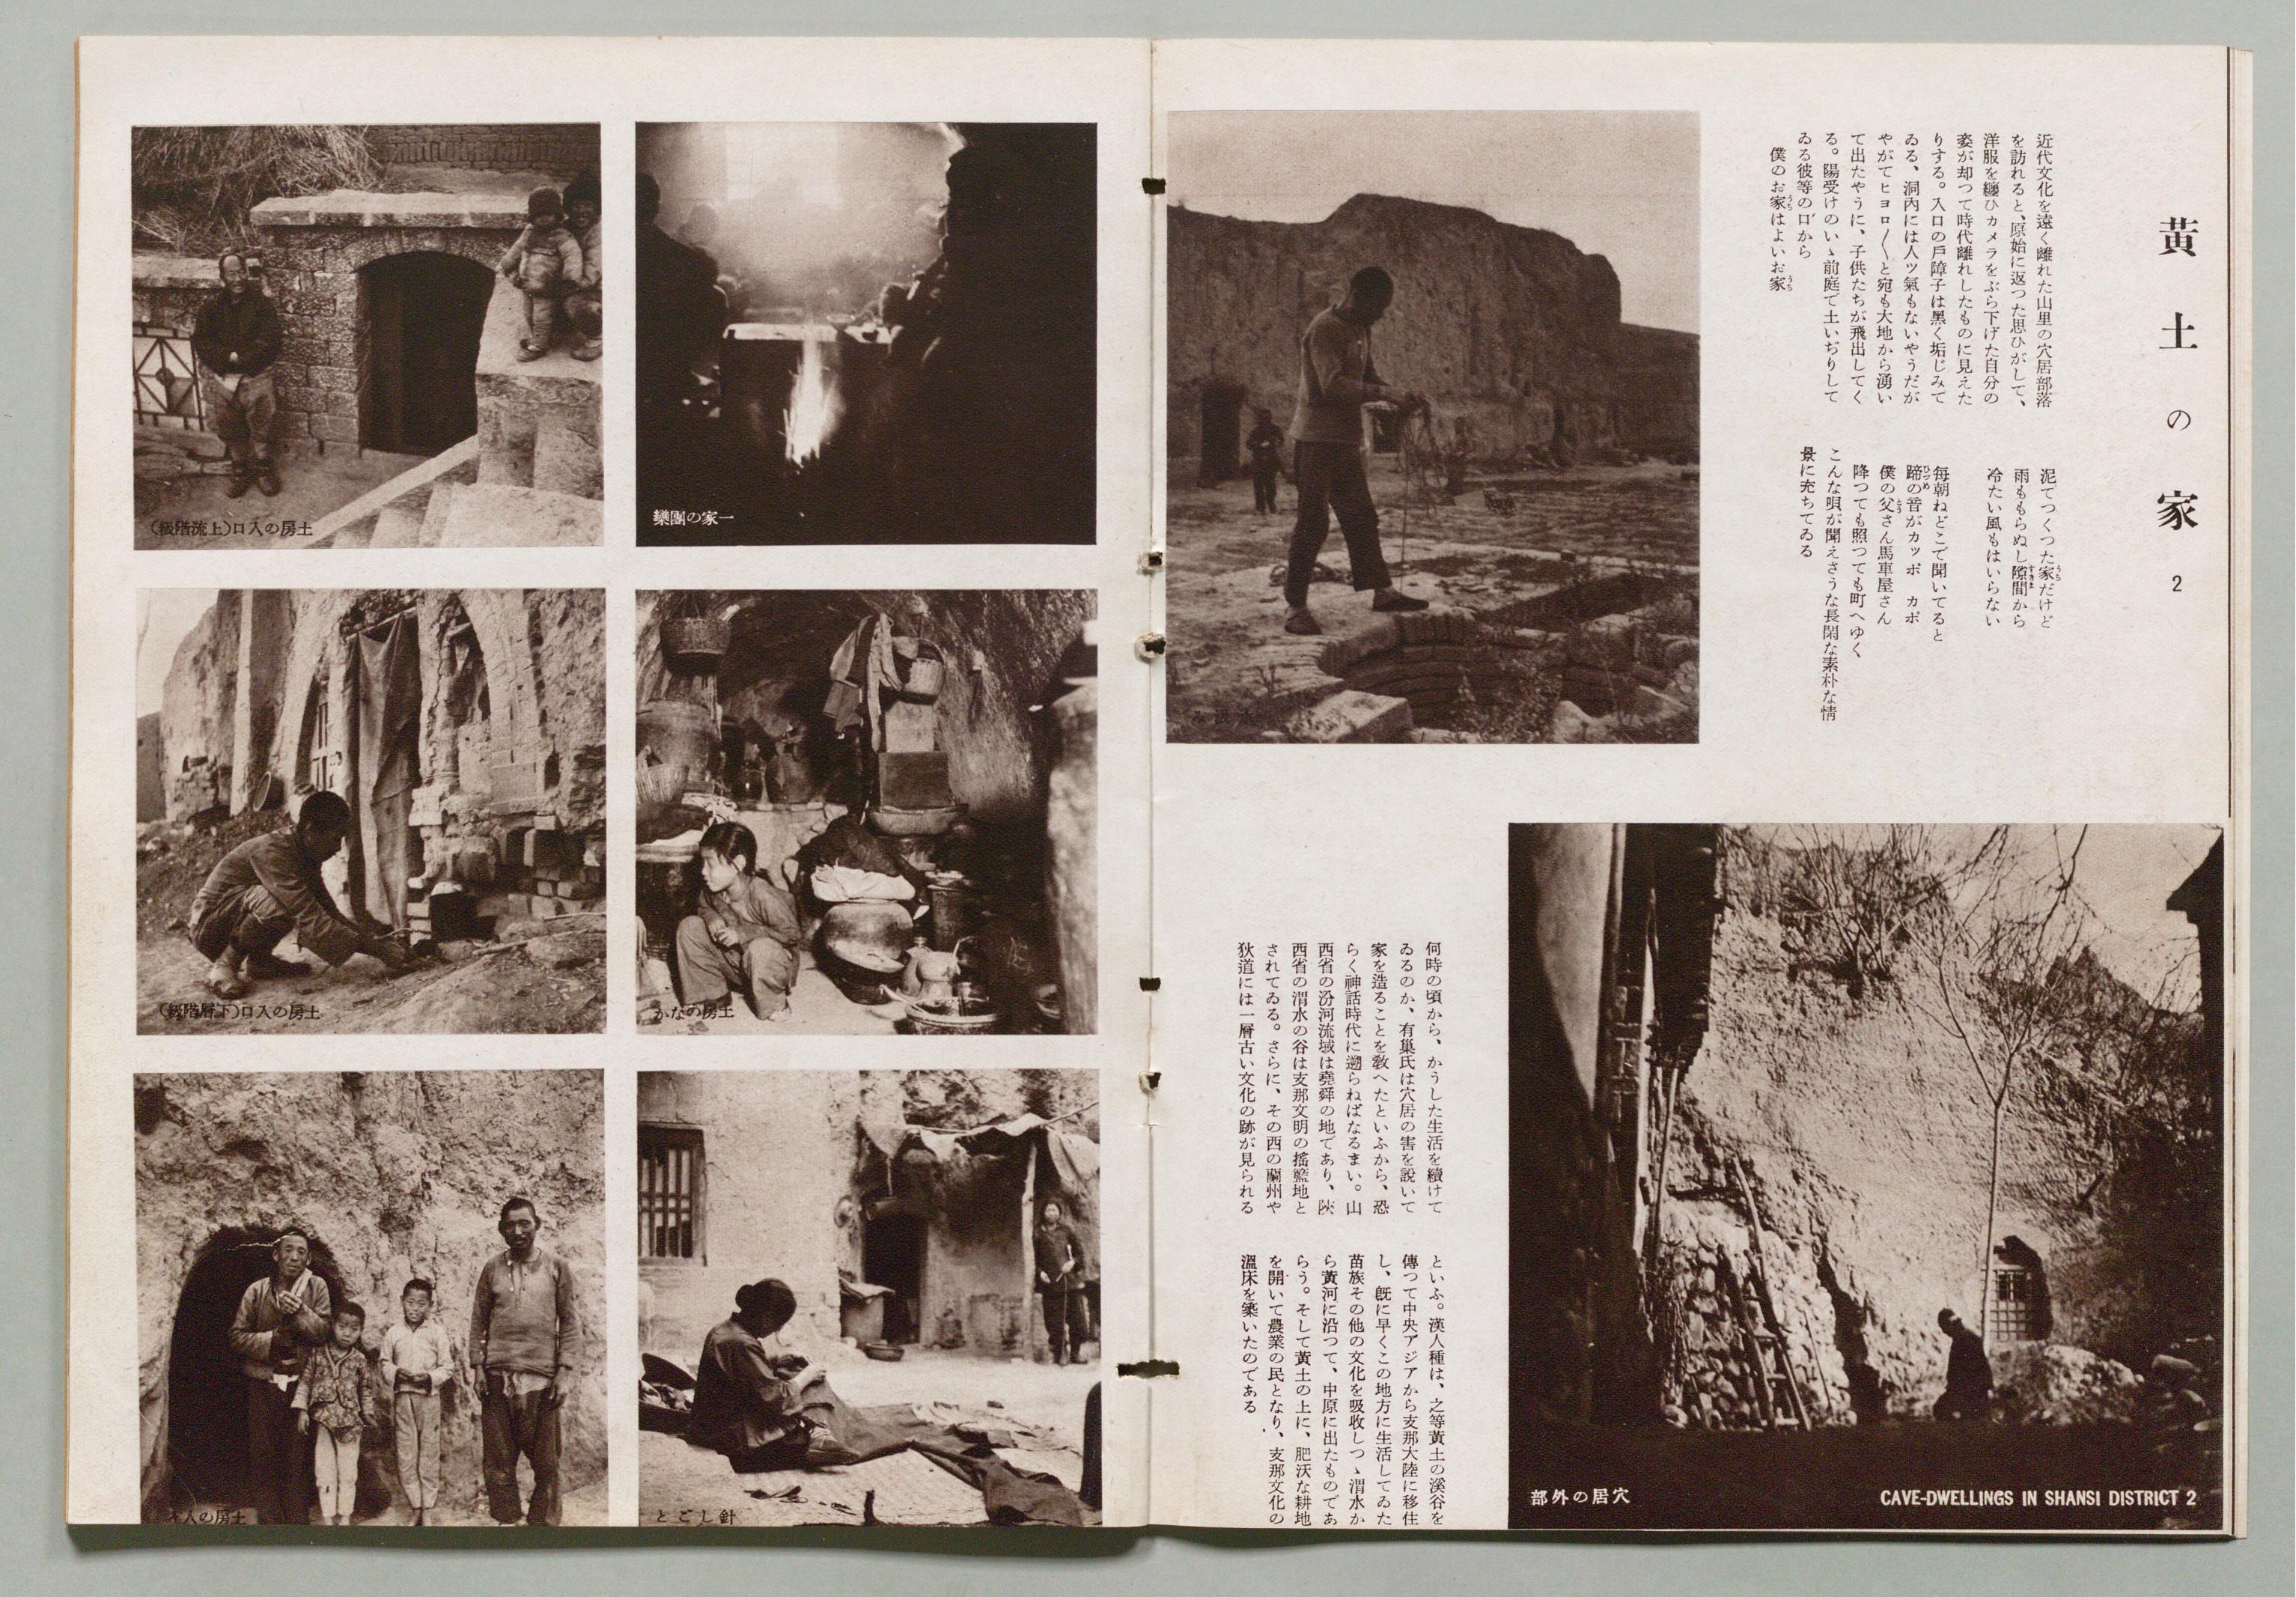 黃土の家 2
近代文化を遠く離れた山里の穴居部落
を訪れると、原始に返つた思ひがして、
洋服を纏ひカメラをぶら下げた自分の
姿が却つて時代離れしたものに見えた
りする。入口の戶障子は黑く垢じみて
ゐる、洞內には人ツ氣もないやうだが
やがてヒヨロ〳〵と宛も大地から湧い
て出たやうに、子供たちが飛出してく
る。陽受けのいゝ前庭で土いぢりして
ゐる彼等の口から
僕のお家はよいお家
泥てつくつた家だけど
雨ももらぬし隙間から
冷たい風もはいらない
每朝ねどこで聞いてると
蹄の音がカッポ カポ
僕の父さん馬車屋さん
降つても照つても町へゆく
こんな唄が聞えさうな長閑な素朴な情
景に充ちてゐる
何時の頃から、かうした生活を續けて
ゐるのか、有巢氏は穴居の害を說いて
家を造ることを敎へたといふから、恐
らく神話時代に遡らねばなるまい。山
西省の汾河流域は堯舜の地であり、陝
西省の渭水の谷は支那文明の搖籃地と
されてゐる。さらに、その西の蘭州や
狄道には一層古い文化の跡が見られる
といふ。漢人種は、之等黃土の溪谷を
傳つて中央アジアから支那大陸に移住
し、旣に早くこの地方に生活してゐた
苗族その他の文化を吸收しつゝ渭水か
ら黃河に沿つて、中原に出たものであ
らう。そして黃土の上に、肥沃な耕地
を開いて農業の民となり、支那文化の
溫床を築いたのである
部外の居穴
CAVE-DWELLINGS IN SHANSI DISTRICT 2
み汲水
欒團の家一
(級階流上)口入の房土
かなの房土
(級階層下)口入の房土
とごし針
人の房土